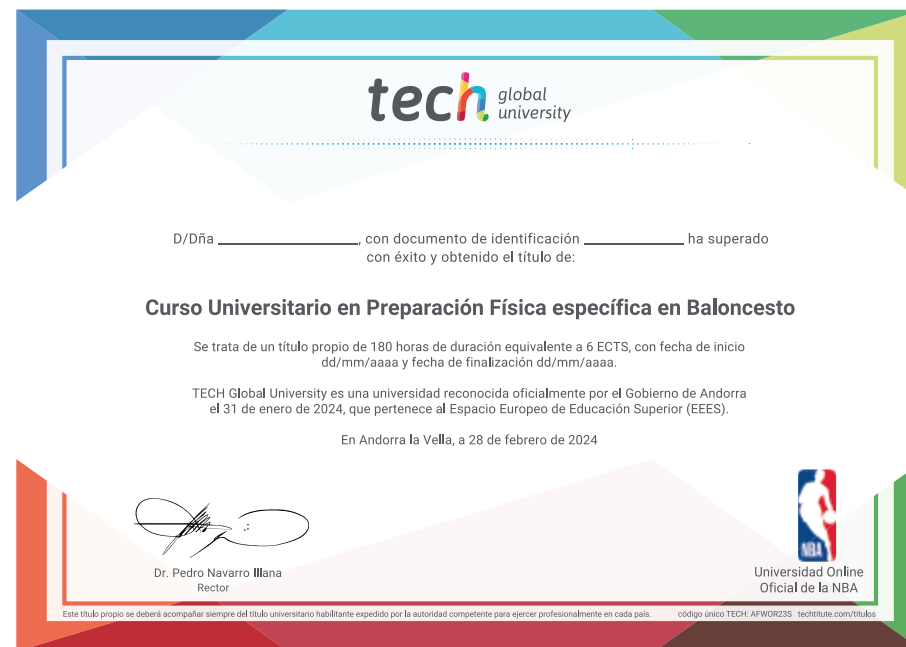 tech global university
D/Dña ____________________, con documento de identificación ______________ ha superado
con éxito y obtenido el título de:
Curso Universitario en Preparación Física específica en Baloncesto
Se trata de un título propio de 180 horas de duración equivalente a 6 ECTS, con fecha de inicio
dd/mm/aaaa y fecha de finalización dd/mm/aaaa.
TECH Global University es una universidad reconocida oficialmente por el Gobierno de Andorra
el 31 de enero de 2024, que pertenece al Espacio Europeo de Educación Superior (EEES).
En Andorra la Vella, a 28 de febrero de 2024
Dr. Pedro Navarro Illana
Rector
NBA
Universidad Online
Oficial de la NBA
Este título propio se deberá acompañar siempre del título universitario habilitante expedido por la autoridad competente para ejercer profesionalmente en cada país.
código único TECH: AFWOR23S techtitute.com/titulos